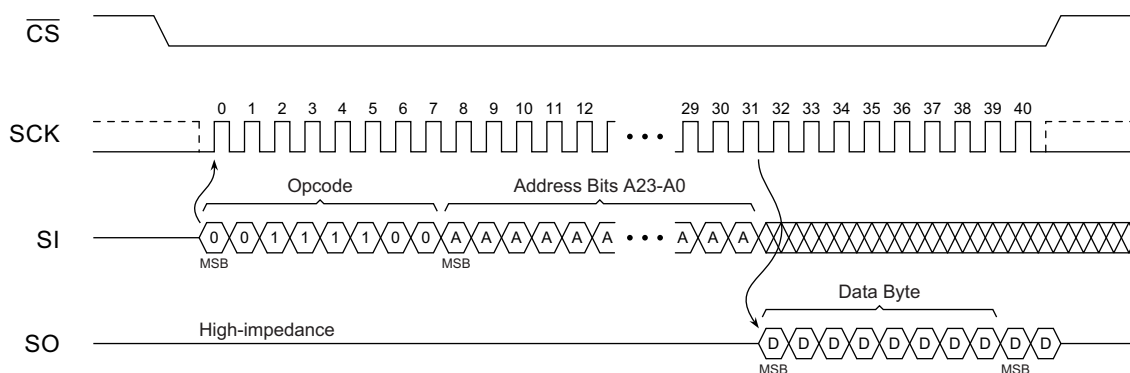 CS
0 1 2 3 4 5 6 7 8 9 10 11 12 29 30 31 32 33 34 35 36 37 38 39 40
SCK
Opcode Address Bits A23-A0
SI 0 0 1 1 1 1 0 0 A A A A A A A A A
MSB MSB
Data Byte
High-impedance
SO D D D D D D D D D D
MSB MSB